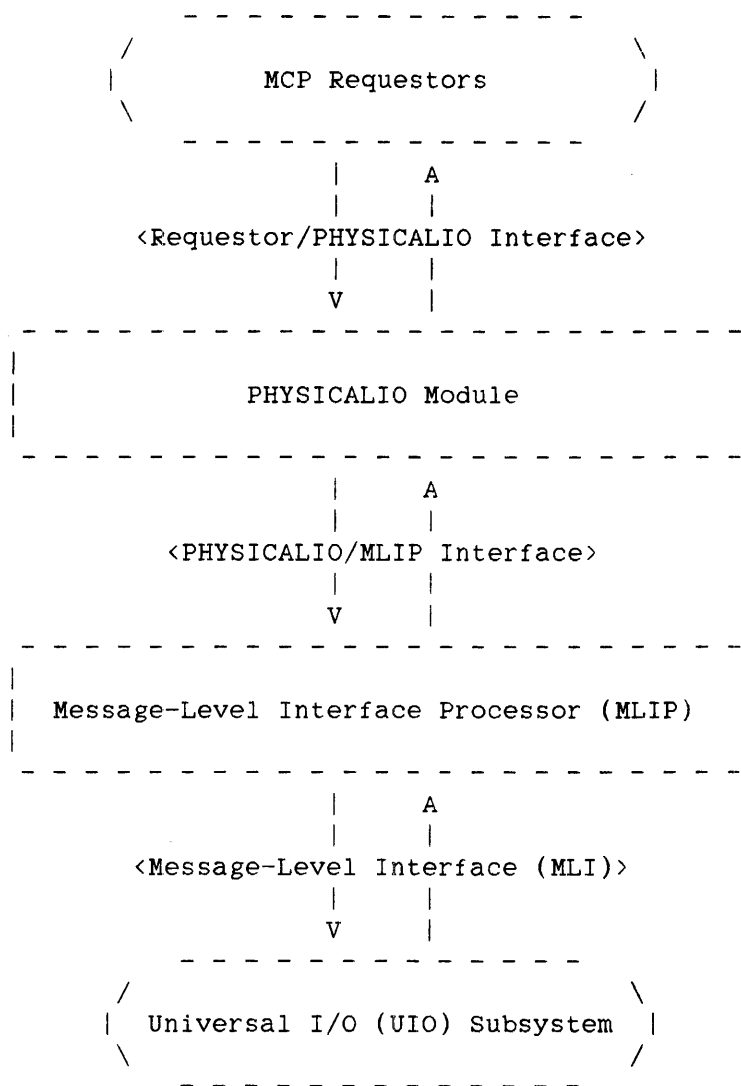 MCP Requestors
A
<Requestor/PHYSICALIO Interface>
V
PHYSICALIO Module
A
<PHYSICALIO/MLIP Interface>
V
Message-Level Interface Processor (MLIP)
A
<Message-Level Interface (MLI)>
V
Universal I/O (UIO) Subsystem